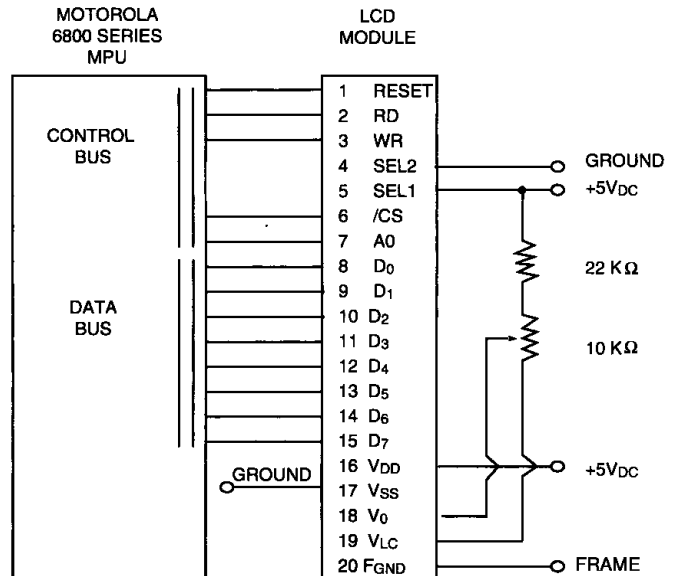 MOTOROLA
6800 SERIES
MPU
LCD
MODULE
CONTROL
BUS
DATA
BUS
1 RESET
2 RD
3 WR
4 SEL2
5 SEL1
6 /CS
7 A0
8 D0
9 D1
10 D2
11 D3
12 D4
13 D5
14 D6
15 D7
16 VDD
17 VSS
18 V0
19 VLC
20 FGND
GROUND
GROUND
+5VDC
22 KΩ
10 KΩ
+5VDC
FRAME